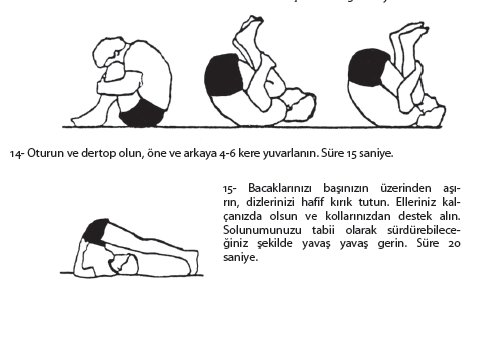 14- Oturun ve dertop olun, öne ve arkaya 4-6 kere yuvarlanın. Süre 15 saniye.
15- Bacaklarınızı başınızın üzerinden aşı-
rın, dizlerinizi hafif kırık tutun. Elleriniz kal-
çanızda olsun ve kollarınızdan destek alın.
Solunumunuzu tabii olarak sürdürebilece-
ğiniz şekilde yavaş yavaş gerin. Süre 20
saniye.